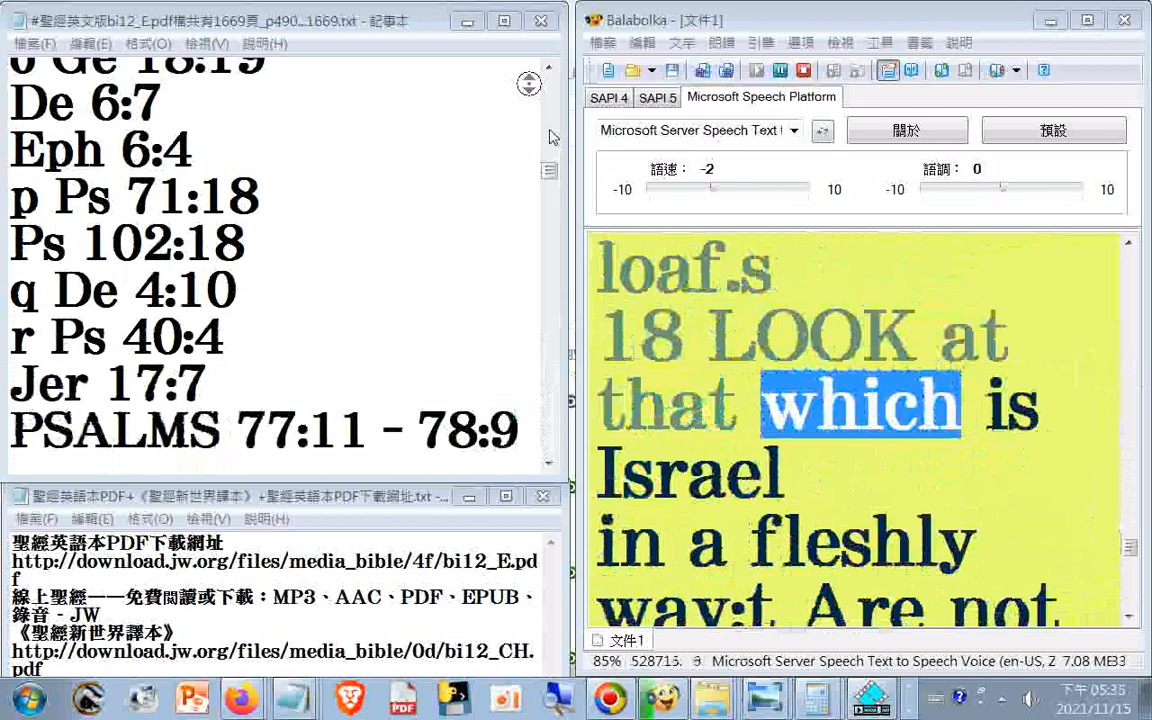 #聖經英文版bi12_E.pdf檔共有1669頁_p490...1669.txt - 記事本
檔案(F) 編輯(E) 格式(O) 檢視(V) 說明(H)
o Ge 18:19
De 6:7
Eph 6:4
p Ps 71:18
Ps 102:18
q De 4:10
r Ps 40:4
Jer 17:7
PSALMS 77:11 – 78:9
聖經英語本PDF+《聖經新世界譯本》+聖經英語本PDF下載網址.txt -...
檔案(F) 編輯(E) 格式(O) 檢視(V) 說明(H)
聖經英語本PDF下載網址
http://download.jw.org/files/media_bible/4f/bi12_E.pd
f
線上聖經——免費閱讀或下載：MP3、AAC、PDF、EPUB、
錄音 - JW
《聖經新世界譯本》
http://download.jw.org/files/media_bible/0d/bi12_CH.
pdf
Balabolka - [文件1]
檔案 編輯 文字 朗讀 引擎 選項 檢視 工具 書籤 說明
SAPI 4 SAPI 5 Microsoft Speech Platform
Microsoft Server Speech Text 關於 預設
語速： -2 語調： 0
-10 10 -10 10
loaf.s
18 LOOK at
that which is
Israel
in a fleshly
way:t Are not
文件1
85% Microsoft Server Speech Text to Speech Voice (en-US, Z 7.08 MB
PDF
下午 05:35
2021/11/15